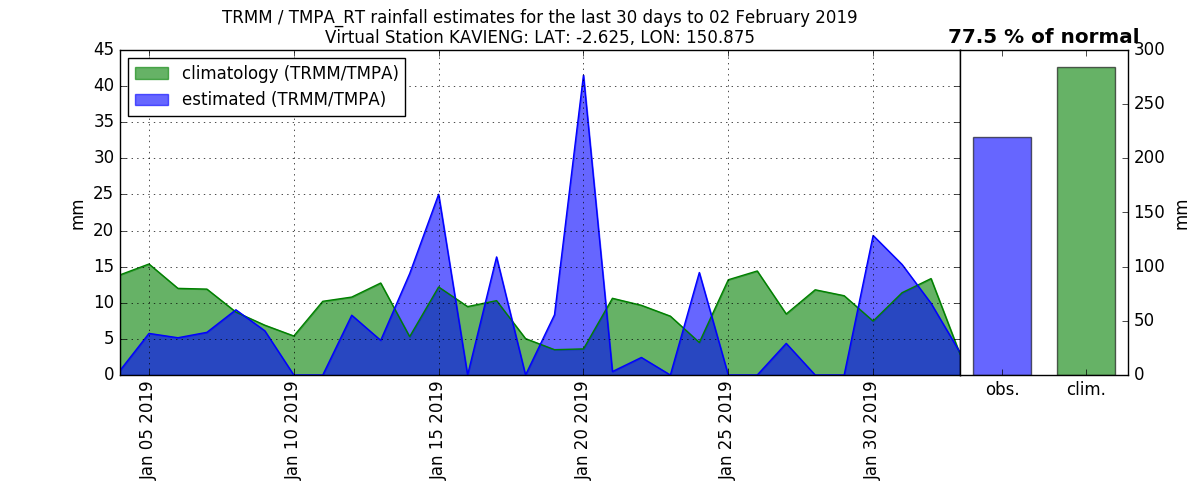 TRMM / TMPA_RT rainfall estimates for the last 30 days to 02 February 2019
Virtual Station KAVIENG: LAT: -2.625, LON: 150.875
77.5 % of normal
climatology (TRMM/TMPA)
estimated (TRMM/TMPA)
45
40
35
30
25
20
15
10
5
0
mm
Jan 05 2019
Jan 10 2019
Jan 15 2019
Jan 20 2019
Jan 25 2019
Jan 30 2019
300
250
200
150
100
50
0
mm
obs.
clim.